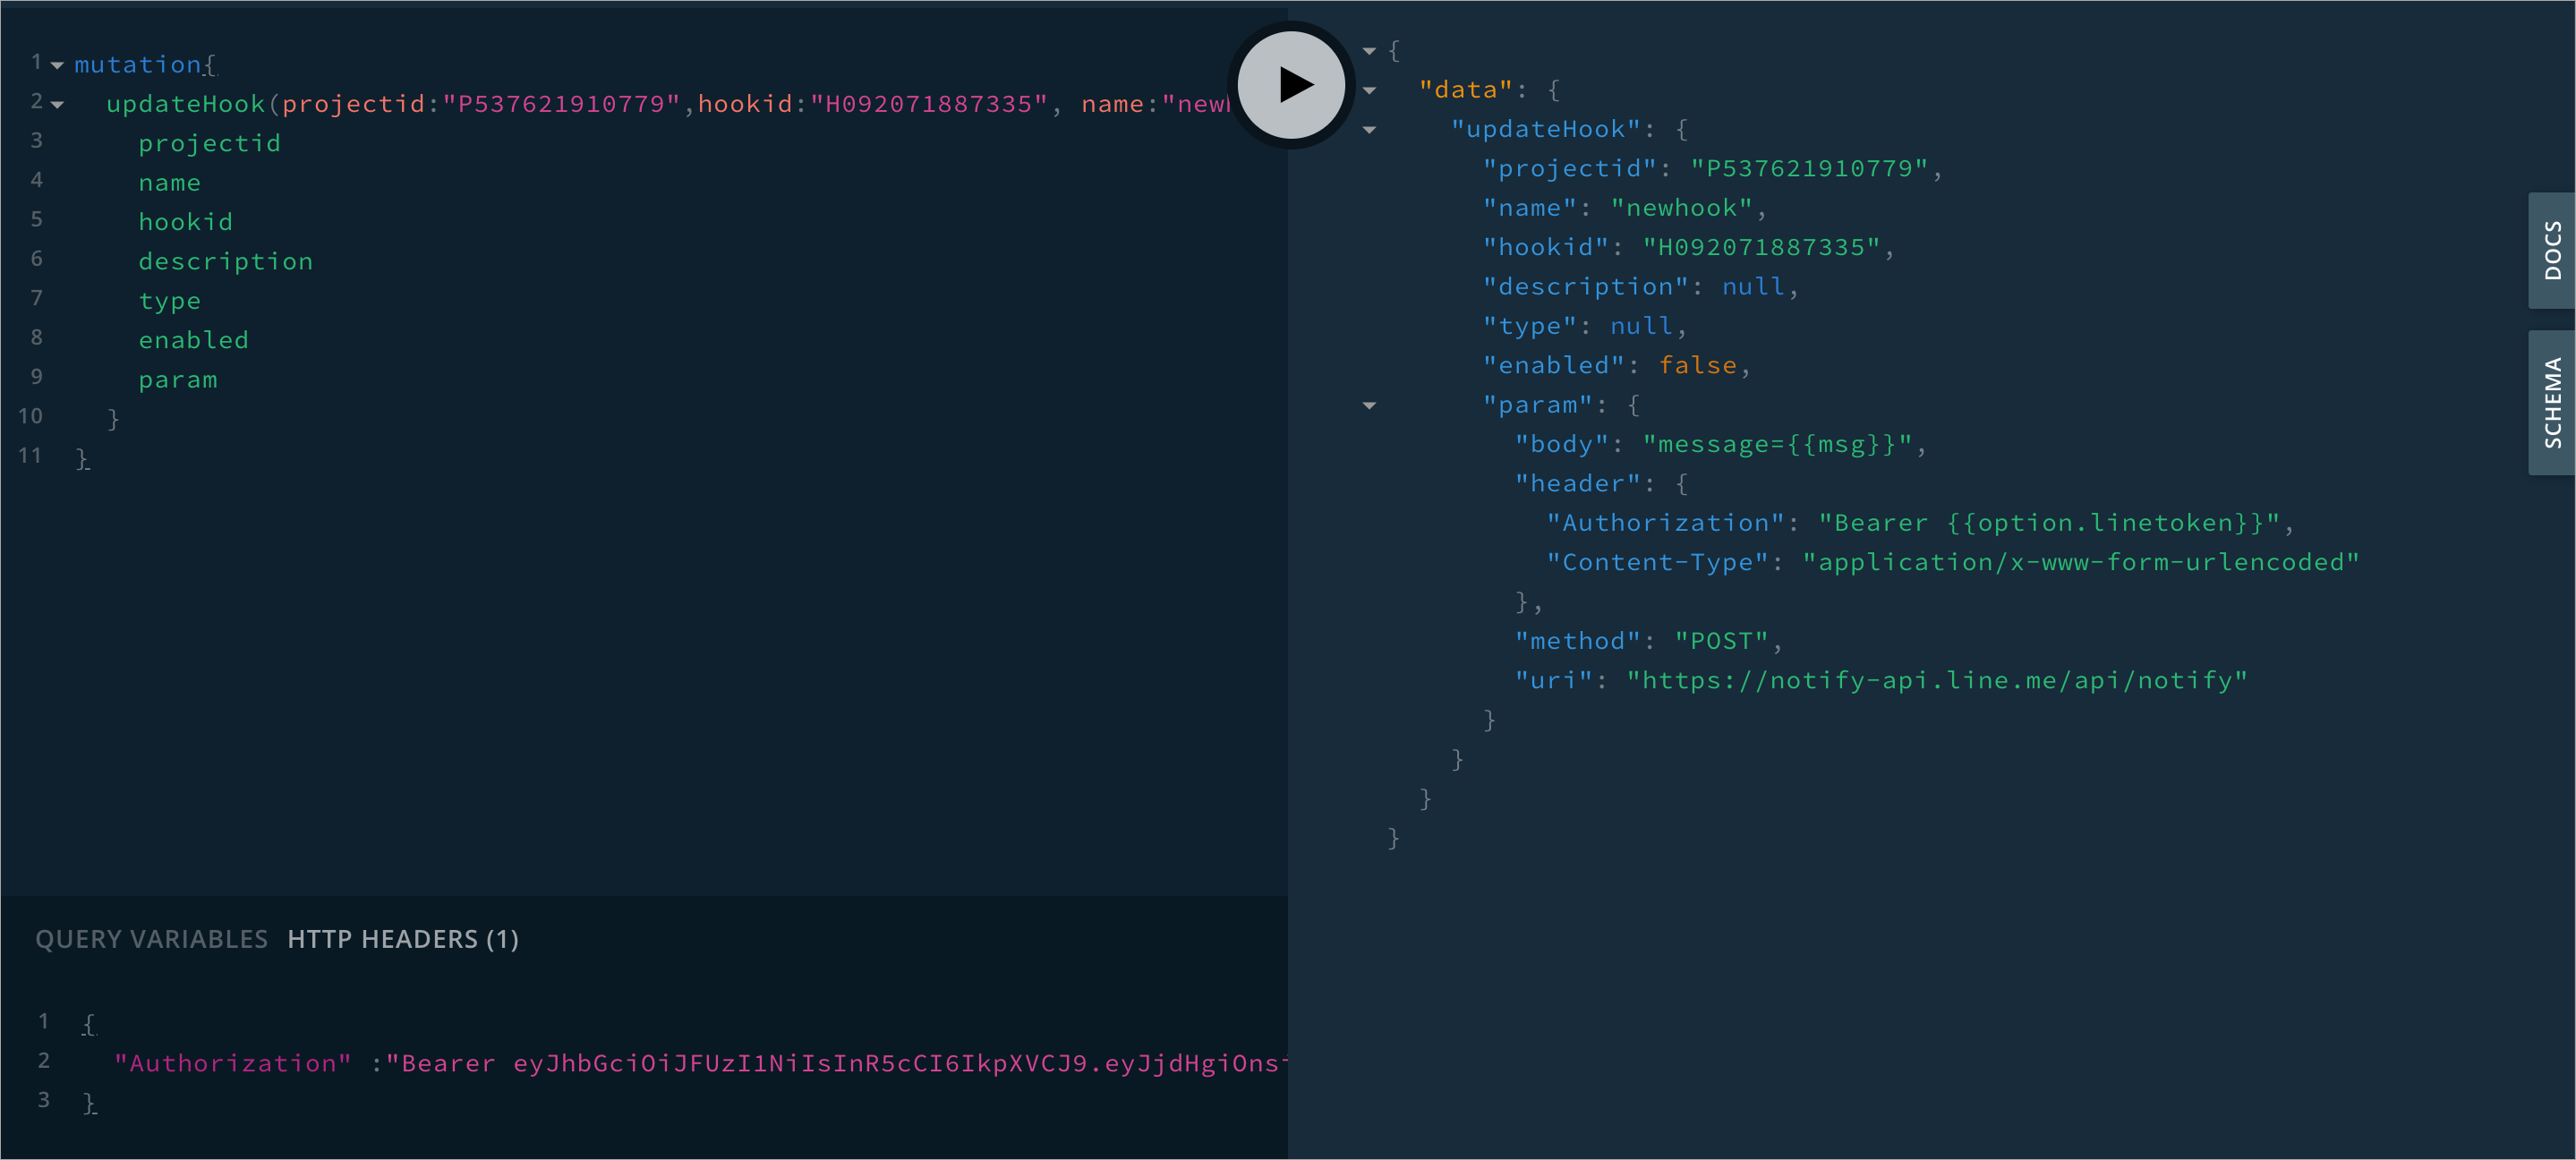 1 mutation{
2 updateHook(projectid:"P537621910779",hookid:"H092071887335", name:"newh
3 projectid
4 name
5 hookid
6 description
7 type
8 enabled
9 param
10 }
11 }
QUERY VARIABLES HTTP HEADERS (1)
1 {
2 "Authorization" :"Bearer eyJhbGciOiJFUzI1NiIsInR5cCI6IkpXVCJ9.eyJjdHgiOnsi
3 }
{
"data": {
"updateHook": {
"projectid": "P537621910779",
"name": "newhook",
"hookid": "H092071887335",
"description": null,
"type": null,
"enabled": false,
"param": {
"body": "message={{msg}}",
"header": {
"Authorization": "Bearer {{option.linetoken}}",
"Content-Type": "application/x-www-form-urlencoded"
},
"method": "POST",
"uri": "https://notify-api.line.me/api/notify"
}
}
}
}
DOCS
SCHEMA